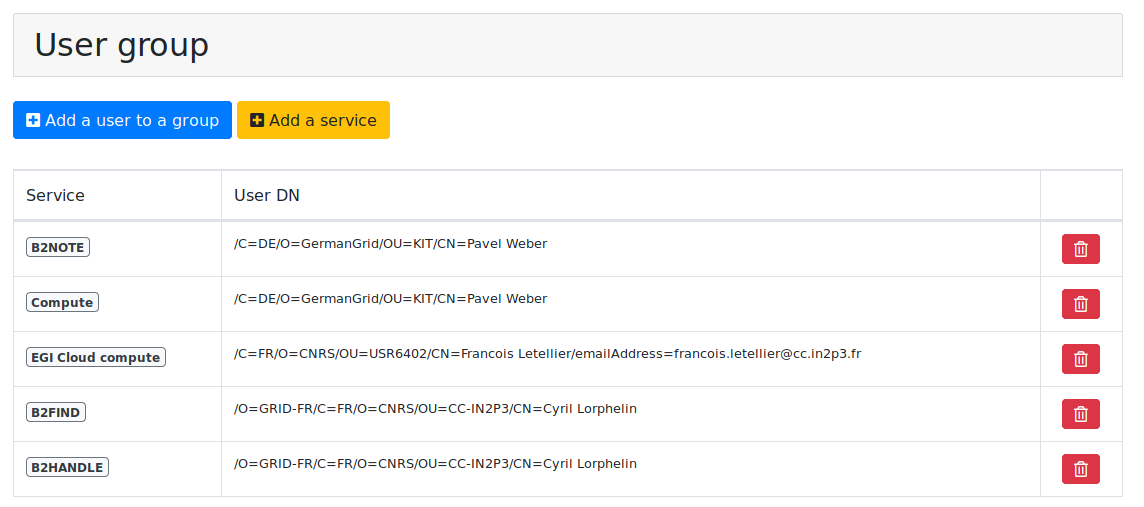 User group
Add a user to a group Add a service
Service User DN
B2NOTE /C=DE/O=GermanGrid/OU=KIT/CN=Pavel Weber
Compute /C=DE/O=GermanGrid/OU=KIT/CN=Pavel Weber
EGI Cloud compute /C=FR/O=CNRS/OU=USR6402/CN=Francois Letellier/emailAddress=francois.letellier@cc.in2p3.fr
B2FIND /O=GRID-FR/C=FR/O=CNRS/OU=CC-IN2P3/CN=Cyril Lorphelin
B2HANDLE /O=GRID-FR/C=FR/O=CNRS/OU=CC-IN2P3/CN=Cyril Lorphelin